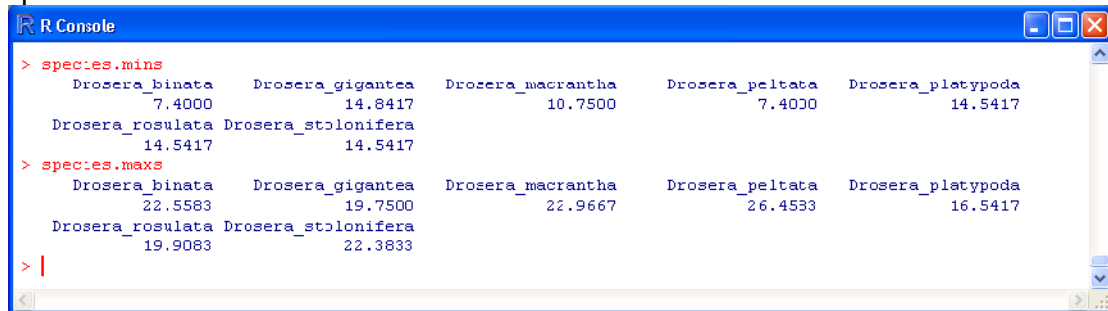 R R Console
> species.mins
Drosera_binata Drosera_gigantea Drosera_macrantha Drosera_peltata Drosera_platypoda
7.4000 14.8417 10.7500 7.4000 14.5417
Drosera_rosulata Drosera_stolonifera
14.5417 14.5417
> species.maxs
Drosera_binata Drosera_gigantea Drosera_macrantha Drosera_peltata Drosera_platypoda
22.5583 19.7500 22.9667 26.4583 16.5417
Drosera_rosulata Drosera_stolonifera
19.9083 22.3833
>